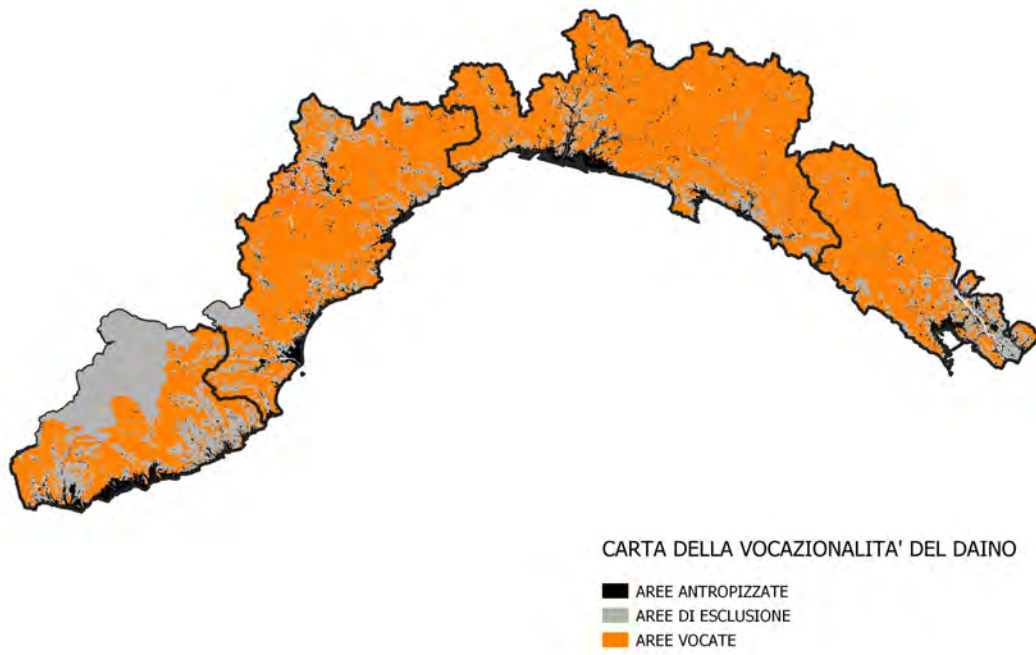 CARTA DELLA VOCAZIONALITA' DEL DAINO
AREE ANTROPIZZATE
AREE DI ESCLUSIONE
AREE VOCATE